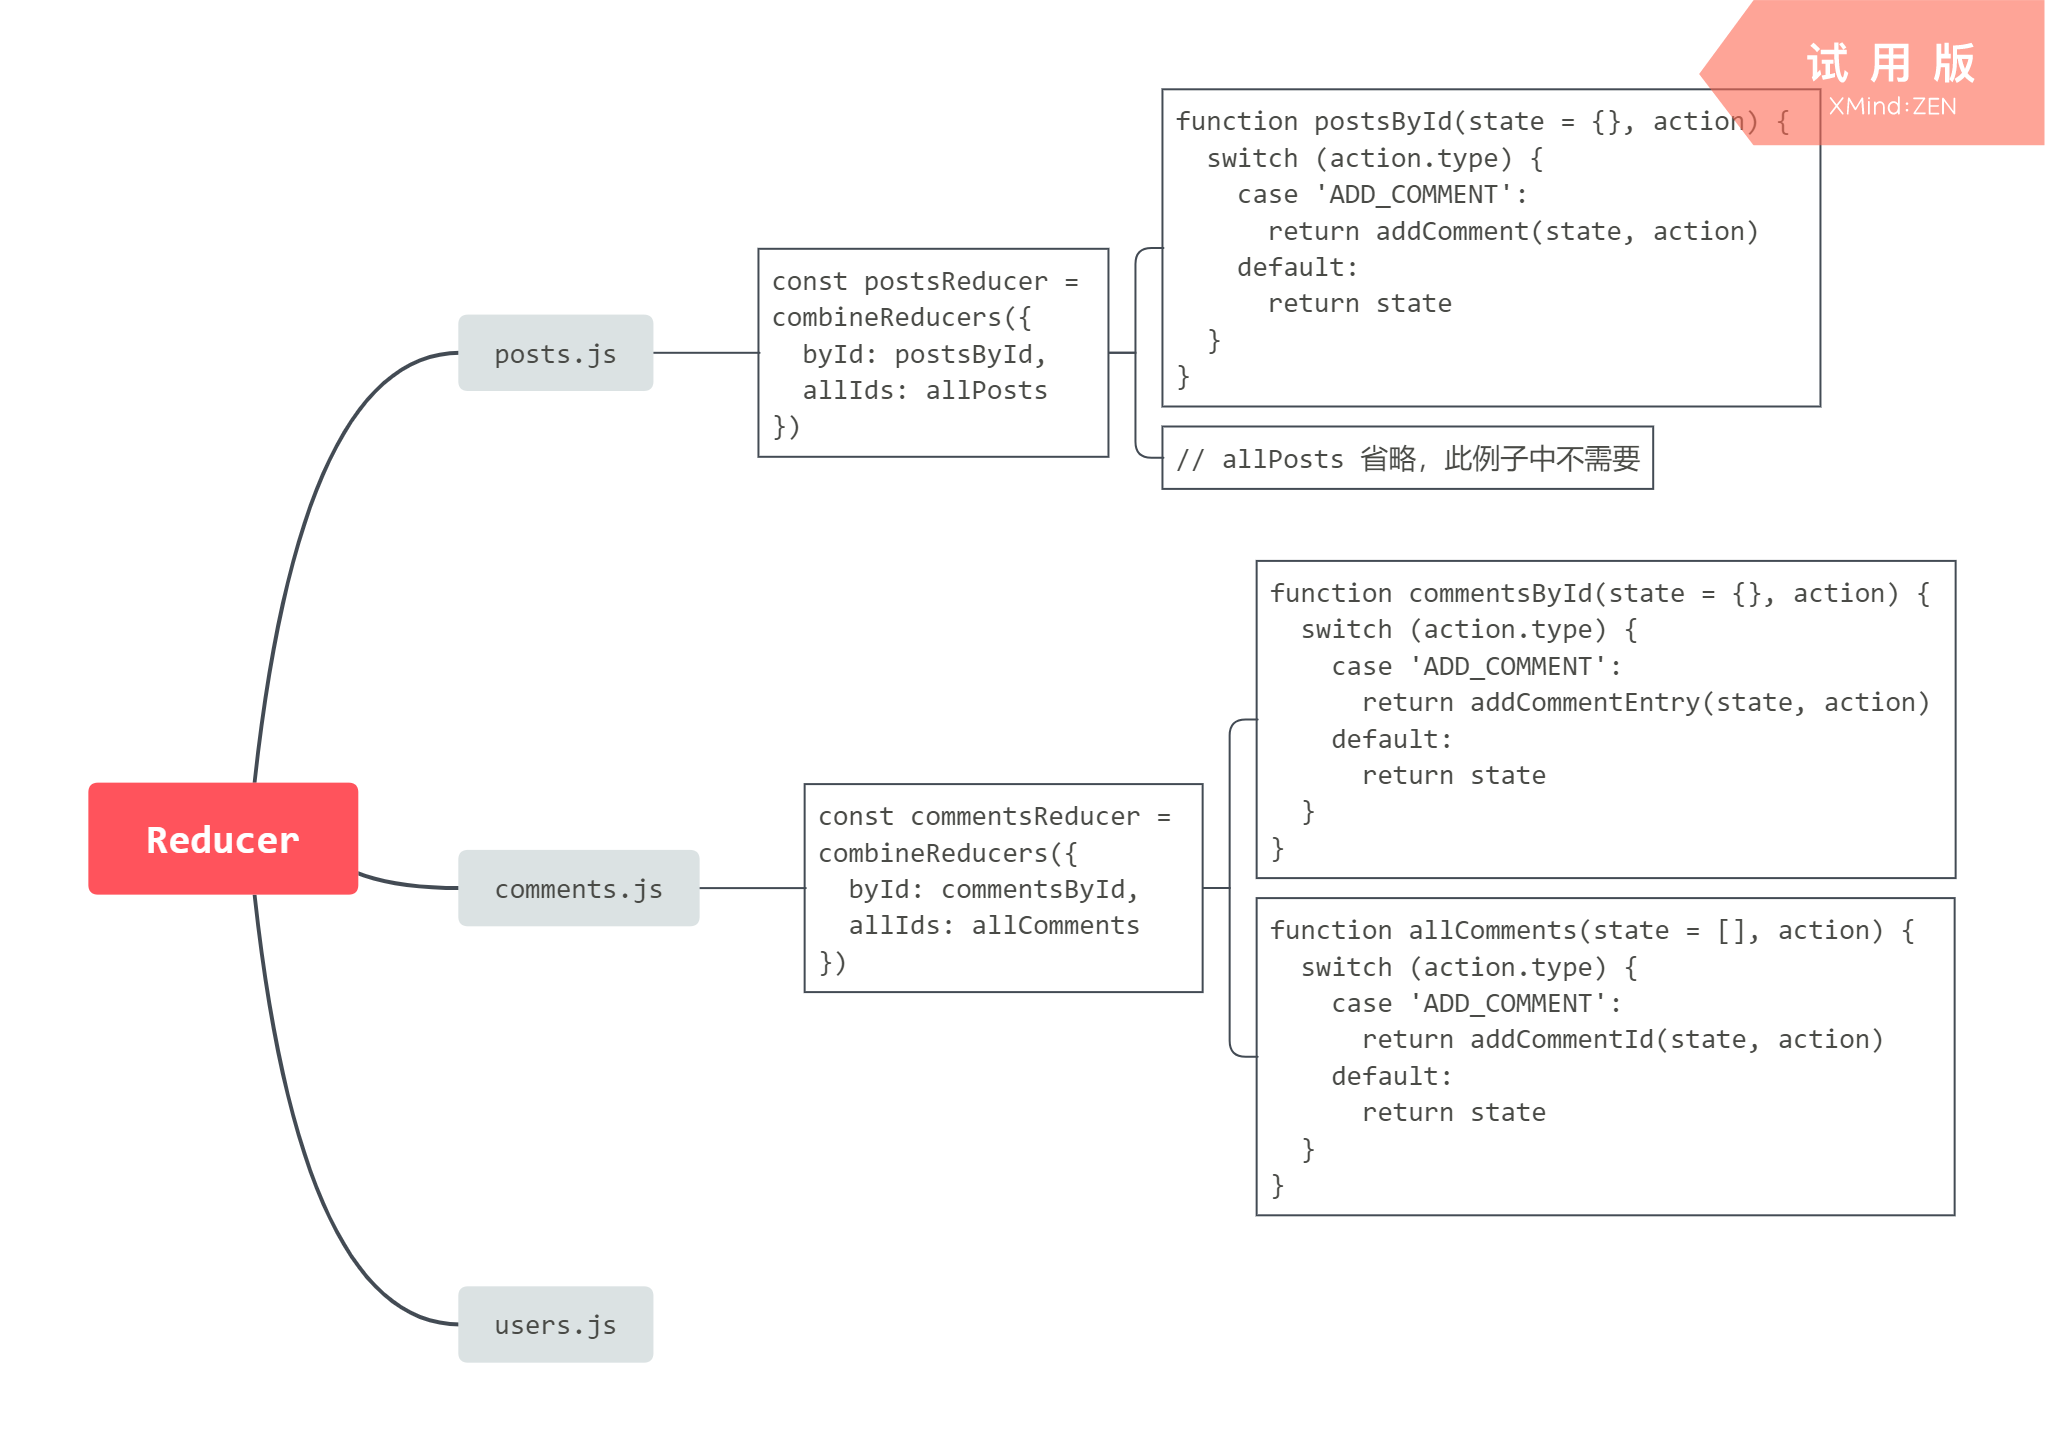 试用版
XMind:ZEN
function postsById(state = {}, action) {
  switch (action.type) {
    case 'ADD_COMMENT':
      return addComment(state, action)
    default:
      return state
  }
}
const postsReducer =
combineReducers({
  byId: postsById,
  allIds: allPosts
})
posts.js
// allPosts 省略，此例子中不需要
function commentsById(state = {}, action) {
  switch (action.type) {
    case 'ADD_COMMENT':
      return addCommentEntry(state, action)
    default:
      return state
  }
}
Reducer
comments.js
const commentsReducer =
combineReducers({
  byId: commentsById,
  allIds: allComments
})
function allComments(state = [], action) {
  switch (action.type) {
    case 'ADD_COMMENT':
      return addCommentId(state, action)
    default:
      return state
  }
}
users.js